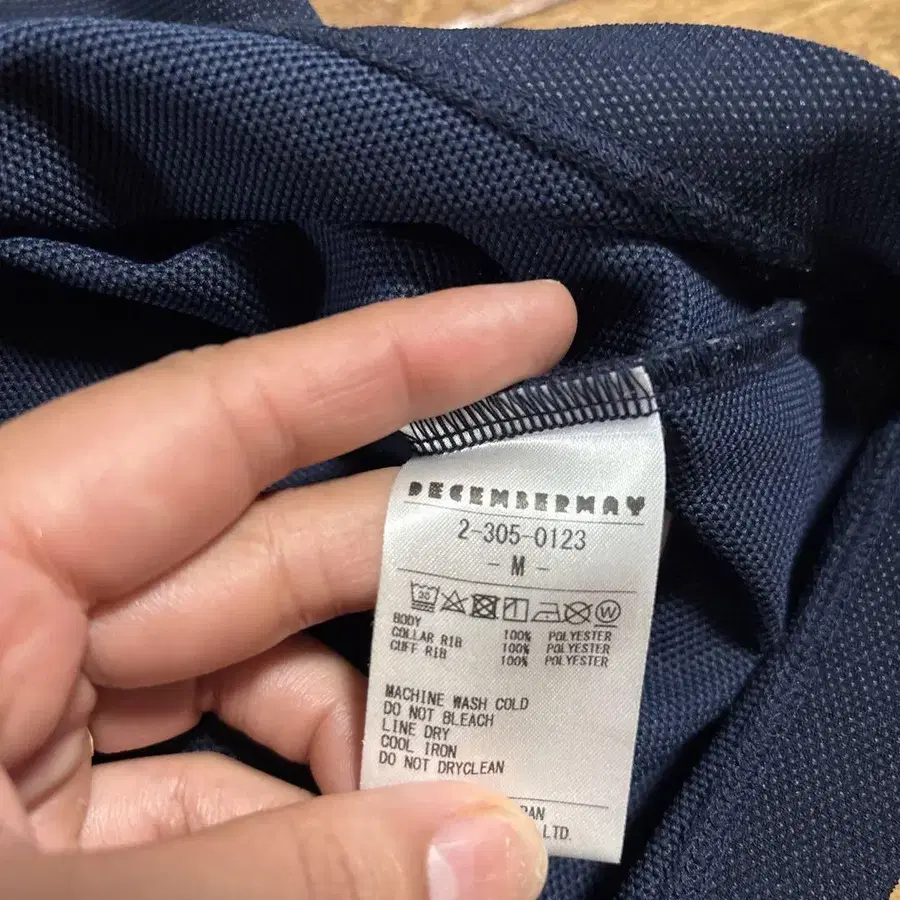 DECEMBERMAY
2-305-0123
- M -
30 W
BODY 100% POLYESTER
COLLAR RIB 100% POLYESTER
CUFF RIB 100% POLYESTER
MACHINE WASH COLD
DO NOT BLEACH
LINE DRY
COOL IRON
DO NOT DRYCLEAN
LTD.